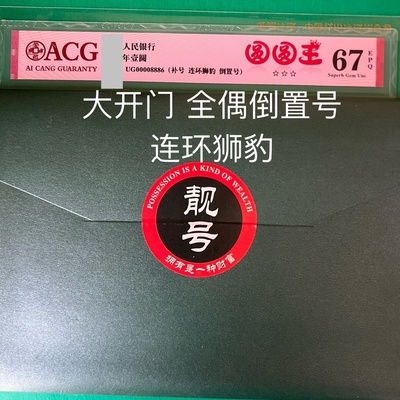 ACG
AI CANG GUARANTY
人民银行
年壹圆
UG00008886 (补号 连环狮豹 倒置号)
圆圆王
☆☆☆
67
EPQ
Superb Gem Unc
大开门 全偶倒置号
连环狮豹
POSSESSION IS A KIND OF WEALTH
靓号
拥有是一种财富